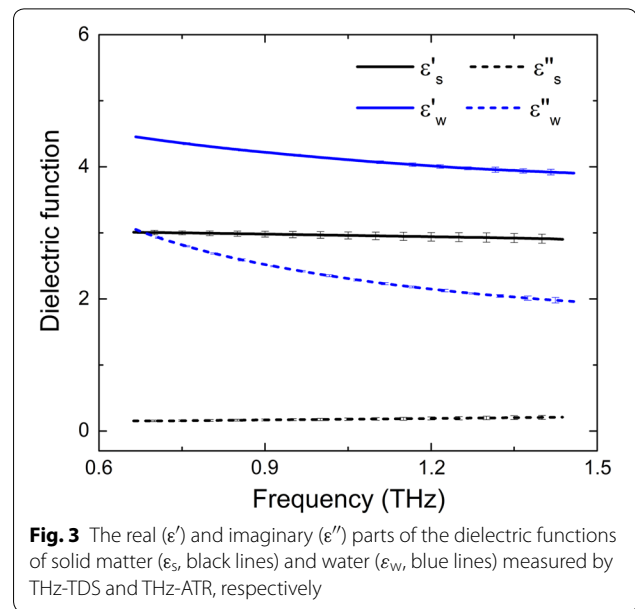 6
4
2
0
0.6 0.9 1.2 1.5
Dielectric function
Frequency (THz)
ε's ε"s
ε'w ε"w
Fig. 3 The real (ε′) and imaginary (ε″) parts of the dielectric functions
of solid matter (εs, black lines) and water (εw, blue lines) measured by
THz-TDS and THz-ATR, respectively